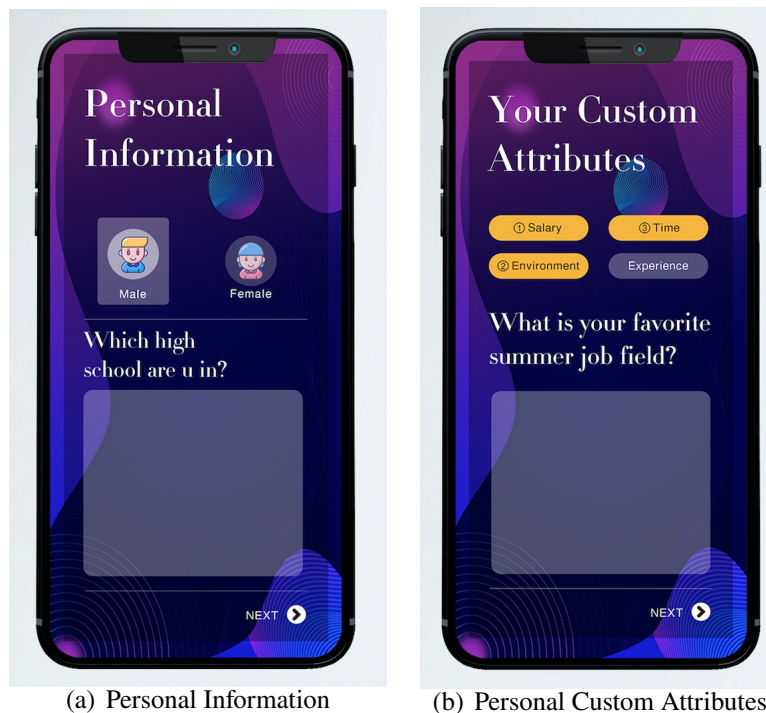 Personal
Information
Male
Female
Which high
school are u in?
NEXT
(a) Personal Information
Your Custom
Attributes
① Salary
③ Time
② Environment
Experience
What is your favorite
summer job field?
NEXT
(b) Personal Custom Attributes